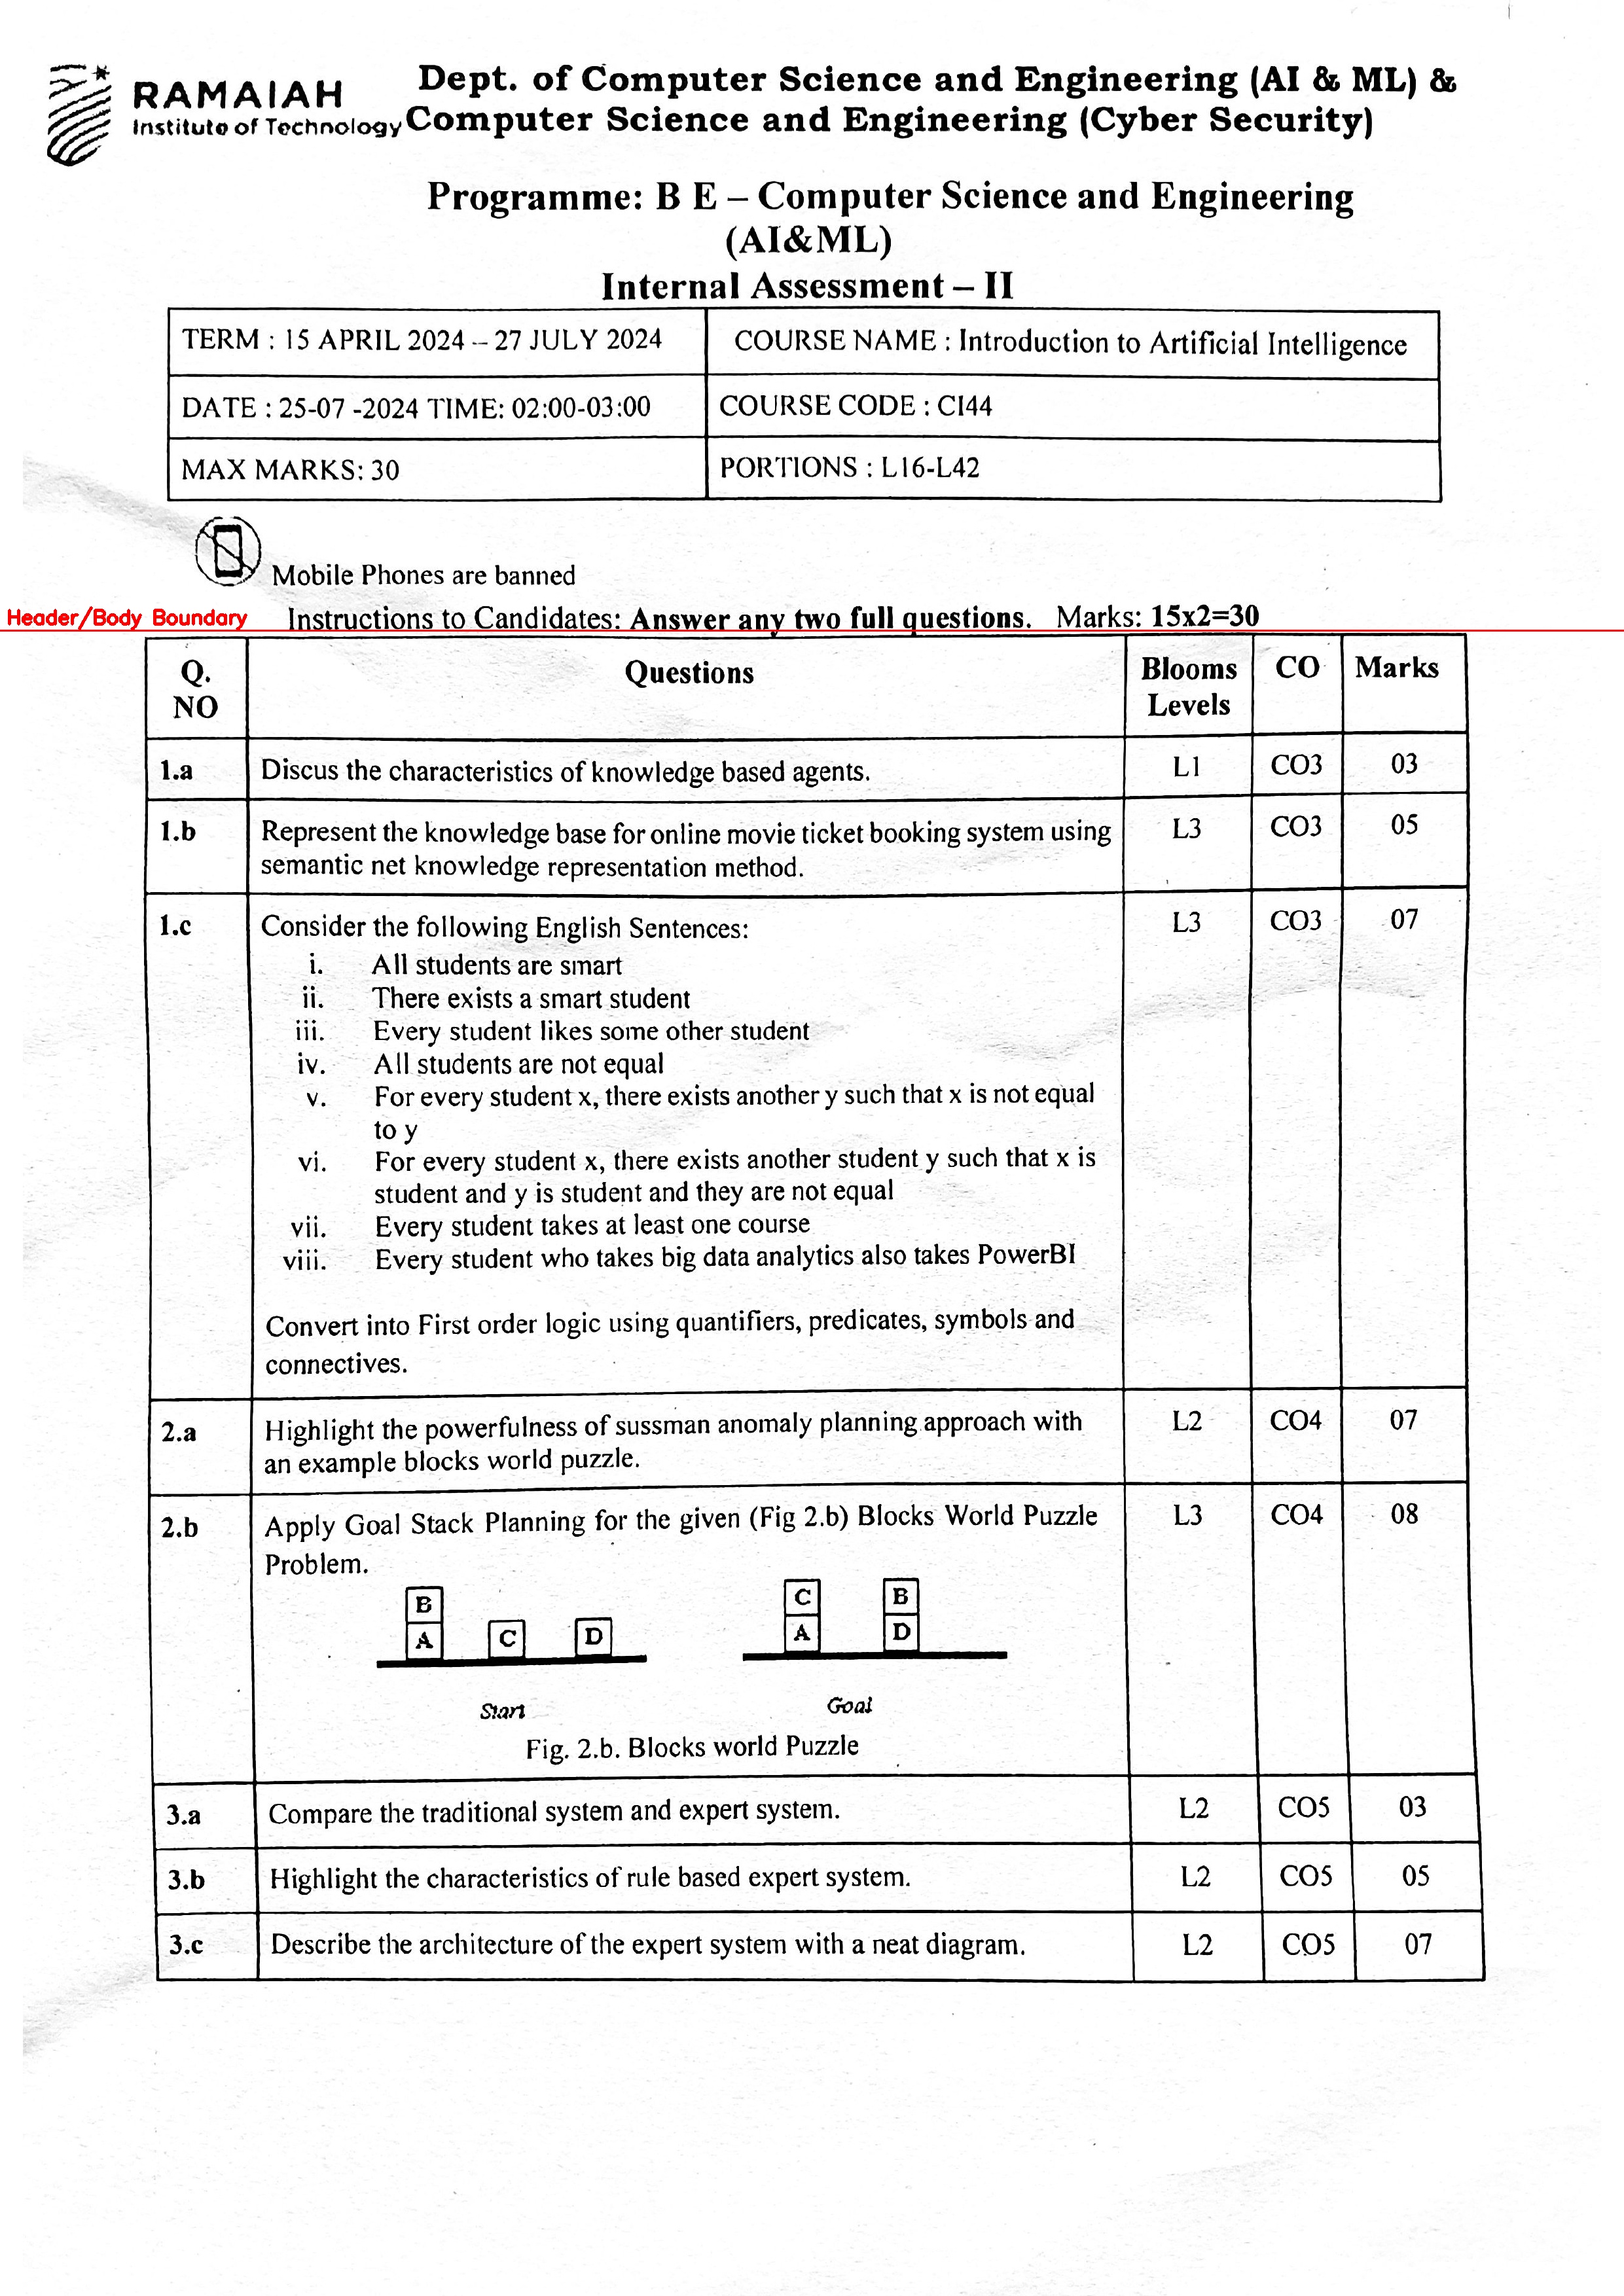 RAMAIAH
Institute of Technology
Dept. of Computer Science and Engineering (AI & ML) &
Computer Science and Engineering (Cyber Security)
Programme: B E – Computer Science and Engineering
(AI&ML)
Internal Assessment – II
TERM : 15 APRIL 2024 – 27 JULY 2024 COURSE NAME : Introduction to Artificial Intelligence
DATE : 25-07 -2024 TIME: 02:00-03:00 COURSE CODE : CI44
MAX MARKS: 30 PORTIONS : L16-L42
Mobile Phones are banned
Header/Body Boundary
Instructions to Candidates: Answer any two full questions. Marks: 15x2=30
Q. NO Questions Blooms Levels CO Marks
1.a Discus the characteristics of knowledge based agents. L1 CO3 03
1.b Represent the knowledge base for online movie ticket booking system using L3 CO3 05
semantic net knowledge representation method.
1.c Consider the following English Sentences: L3 CO3 07
i. All students are smart
ii. There exists a smart student
iii. Every student likes some other student
iv. All students are not equal
v. For every student x, there exists another y such that x is not equal
to y
vi. For every student x, there exists another student y such that x is
student and y is student and they are not equal
vii. Every student takes at least one course
viii. Every student who takes big data analytics also takes PowerBI
Convert into First order logic using quantifiers, predicates, symbols and
connectives.
2.a Highlight the powerfulness of sussman anomaly planning approach with L2 CO4 07
an example blocks world puzzle.
2.b Apply Goal Stack Planning for the given (Fig 2.b) Blocks World Puzzle L3 CO4 08
Problem.
B C B
A C D A D
Start Goal
Fig. 2.b. Blocks world Puzzle
3.a Compare the traditional system and expert system. L2 CO5 03
3.b Highlight the characteristics of rule based expert system. L2 CO5 05
3.c Describe the architecture of the expert system with a neat diagram. L2 CO5 07